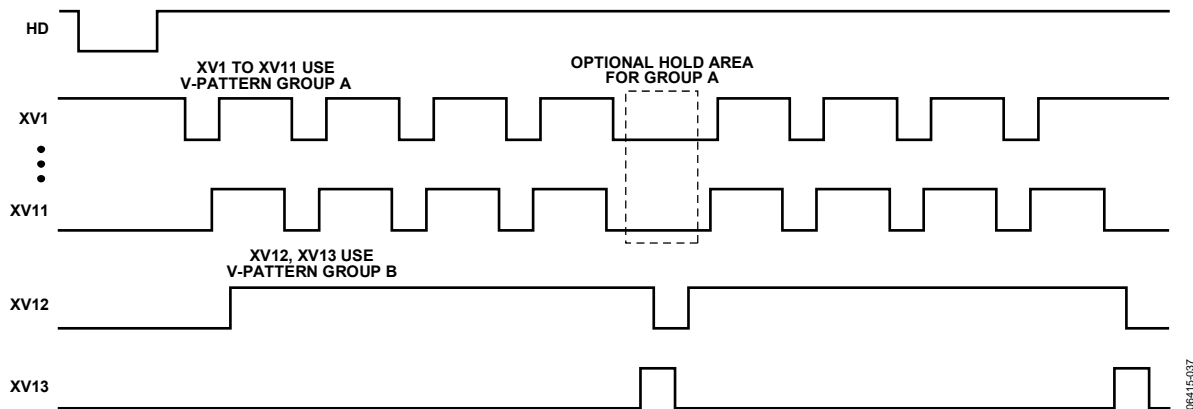 HD
XV1 TO XV11 USE
V-PATTERN GROUP A
OPTIONAL HOLD AREA
FOR GROUP A
XV1
XV11
XV12, XV13 USE
V-PATTERN GROUP B
XV12
XV13
06415-037